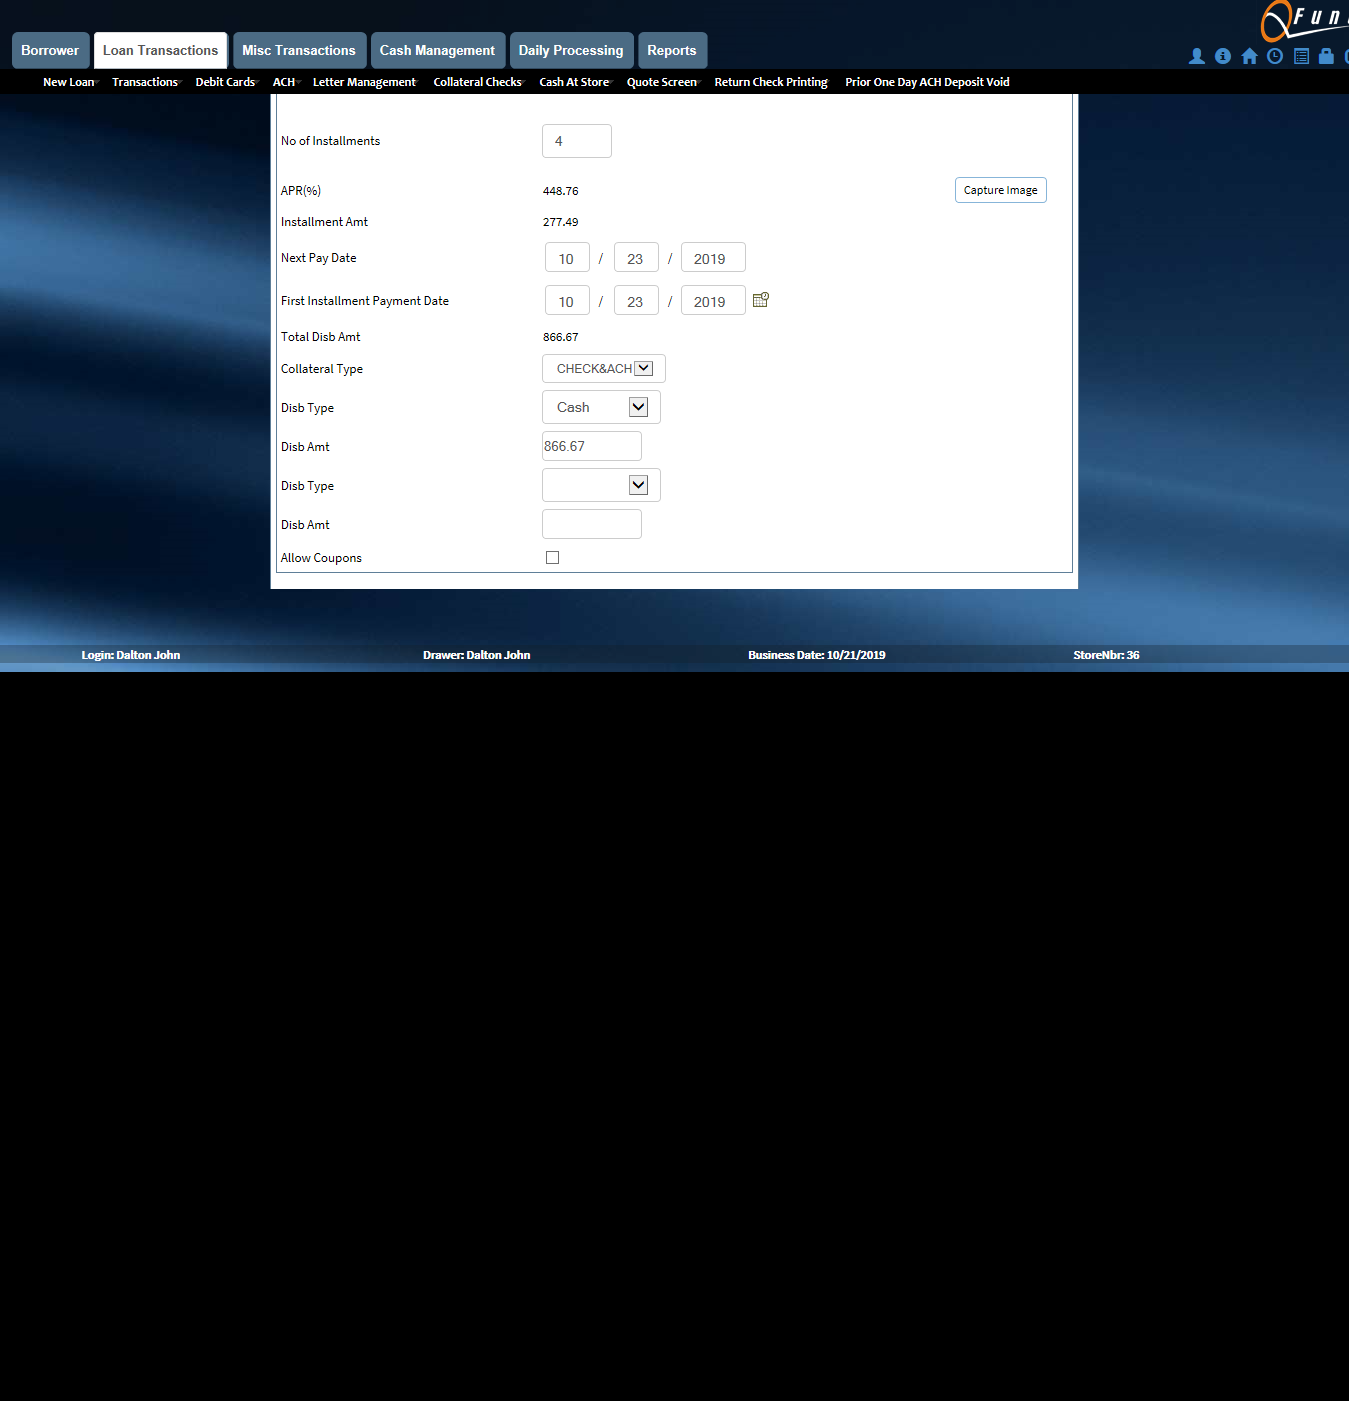 Fun
Borrower Loan Transactions Misc Transactions Cash Management Daily Processing Reports
New Loan Transactions Debit Cards ACH Letter Management Collateral Checks Cash At Store Quote Screen Return Check Printing Prior One Day ACH Deposit Void
No of Installments 4
APR(%) 448.76 Capture Image
Installment Amt 277.49
Next Pay Date 10 / 23 / 2019
First Installment Payment Date 10 / 23 / 2019
Total Disb Amt 866.67
Collateral Type CHECK&ACH
Disb Type Cash
Disb Amt 866.67
Disb Type
Disb Amt
Allow Coupons
Login: Dalton John Drawer: Dalton John Business Date: 10/21/2019 StoreNbr: 36